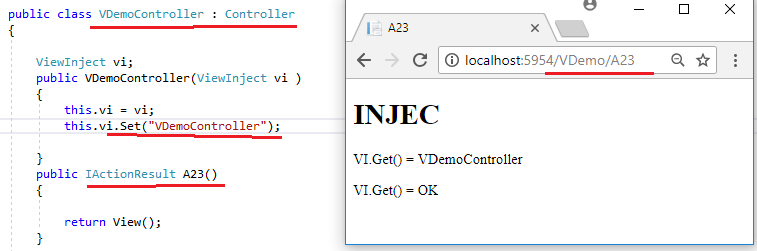 public class VDemoController : Controller
{
ViewInject vi;
public VDemoController(ViewInject vi )
{
this.vi = vi;
this.vi.Set("VDemoController");
}
public IActionResult A23()
{
return View();
}
A23
localhost:5954/VDemo/A23
INJEC
VI.Get() = VDemoController
VI.Get() = OK